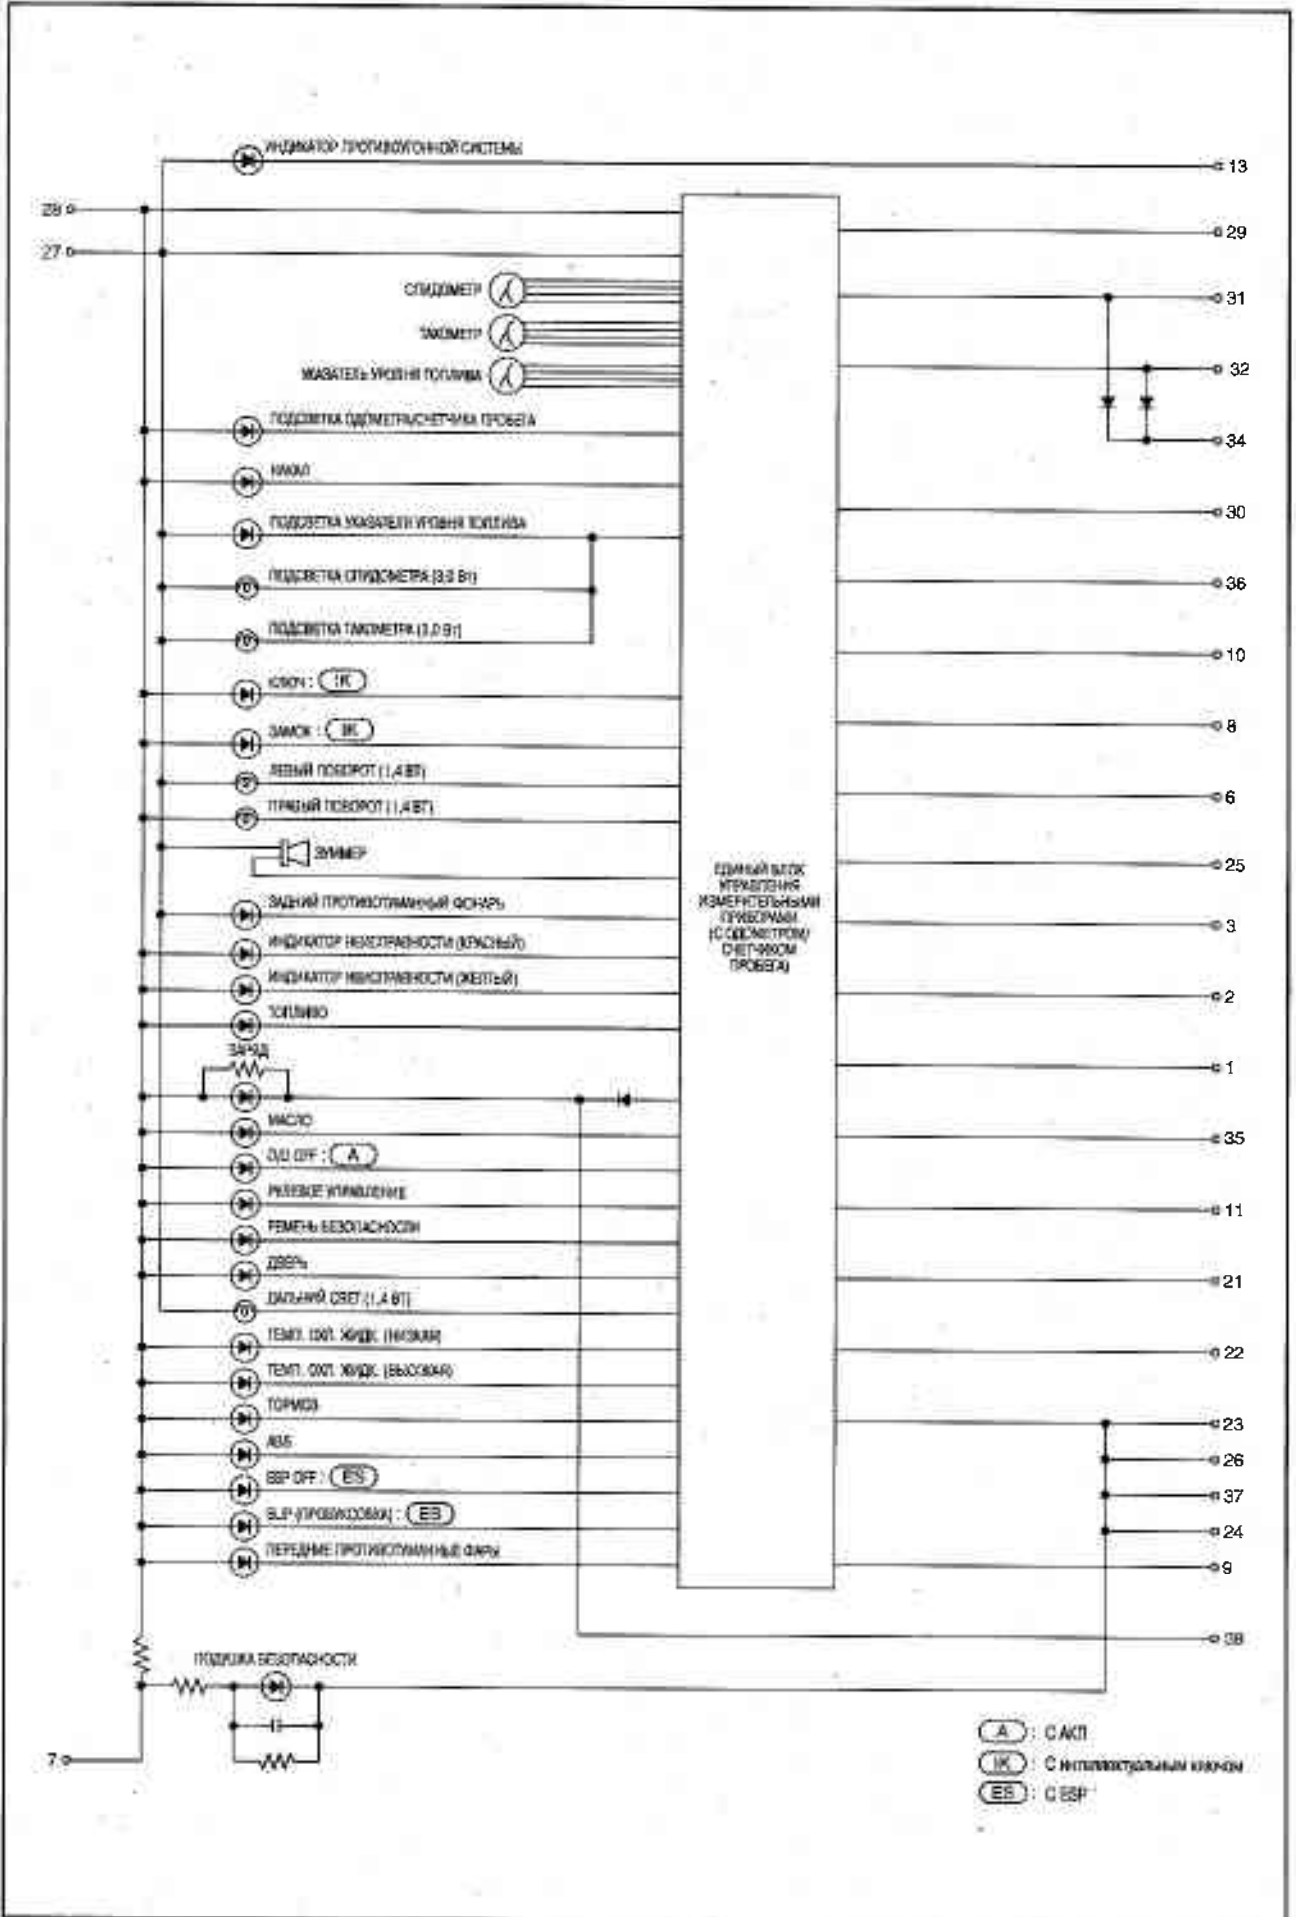 ИНДИКАТОР ПРОТИВОУГОННОЙ СИСТЕМЫ
13
28
29
27
СПИДОМЕТР
31
ТАХОМЕТР
32
УКАЗАТЕЛЬ УРОВНЯ ТОПЛИВА
ПОДСВЕТКА ОДОМЕТРА/СЧЕТЧИКА ПРОБЕГА
34
НАКАЛ
30
ПОДСВЕТКА УКАЗАТЕЛЯ УРОВНЯ ТОПЛИВА
ПОДСВЕТКА СПИДОМЕТРА (3,0 Вт)
36
ПОДСВЕТКА ТАХОМЕТРА (3,0 Вт)
10
КЛЮЧ : IK
ЗАМОК : IK
8
ЛЕВЫЙ ПОВОРОТ (1,4 ВТ)
6
ПРАВЫЙ ПОВОРОТ (1,4 ВТ)
ЗУММЕР
25
ЕДИНЫЙ БЛОК
УПРАВЛЕНИЯ
ИЗМЕРИТЕЛЬНЫМИ
ПРИБОРАМИ
(С ОДОМЕТРОМ/
СЧЕТЧИКОМ
ПРОБЕГА)
ЗАДНИЙ ПРОТИВОТУМАННЫЙ ФОНАРЬ
3
ИНДИКАТОР НЕИСПРАВНОСТИ (КРАСНЫЙ)
ИНДИКАТОР НЕИСПРАВНОСТИ (ЖЕЛТЫЙ)
2
ТОПЛИВО
ЗАРЯД
1
МАСЛО
35
O/D OFF : A
РУЛЕВОЕ УПРАВЛЕНИЕ
11
РЕМЕНЬ БЕЗОПАСНОСТИ
ДВЕРЬ
21
ДАЛЬНИЙ СВЕТ (1,4 ВТ)
ТЕМП. ОХЛ. ЖИДК. (НИЗКАЯ)
22
ТЕМП. ОХЛ. ЖИДК. (ВЫСОКАЯ)
ТОРМОЗ
23
ABS
26
ESP OFF : ES
37
SLIP (ПРОБУКСОВКА) : ES
24
ПЕРЕДНИЕ ПРОТИВОТУМАННЫЕ ФАРЫ
9
38
ПОДУШКА БЕЗОПАСНОСТИ
7
A : С АКП
IK : С интеллектуальным ключом
ES : С ESP